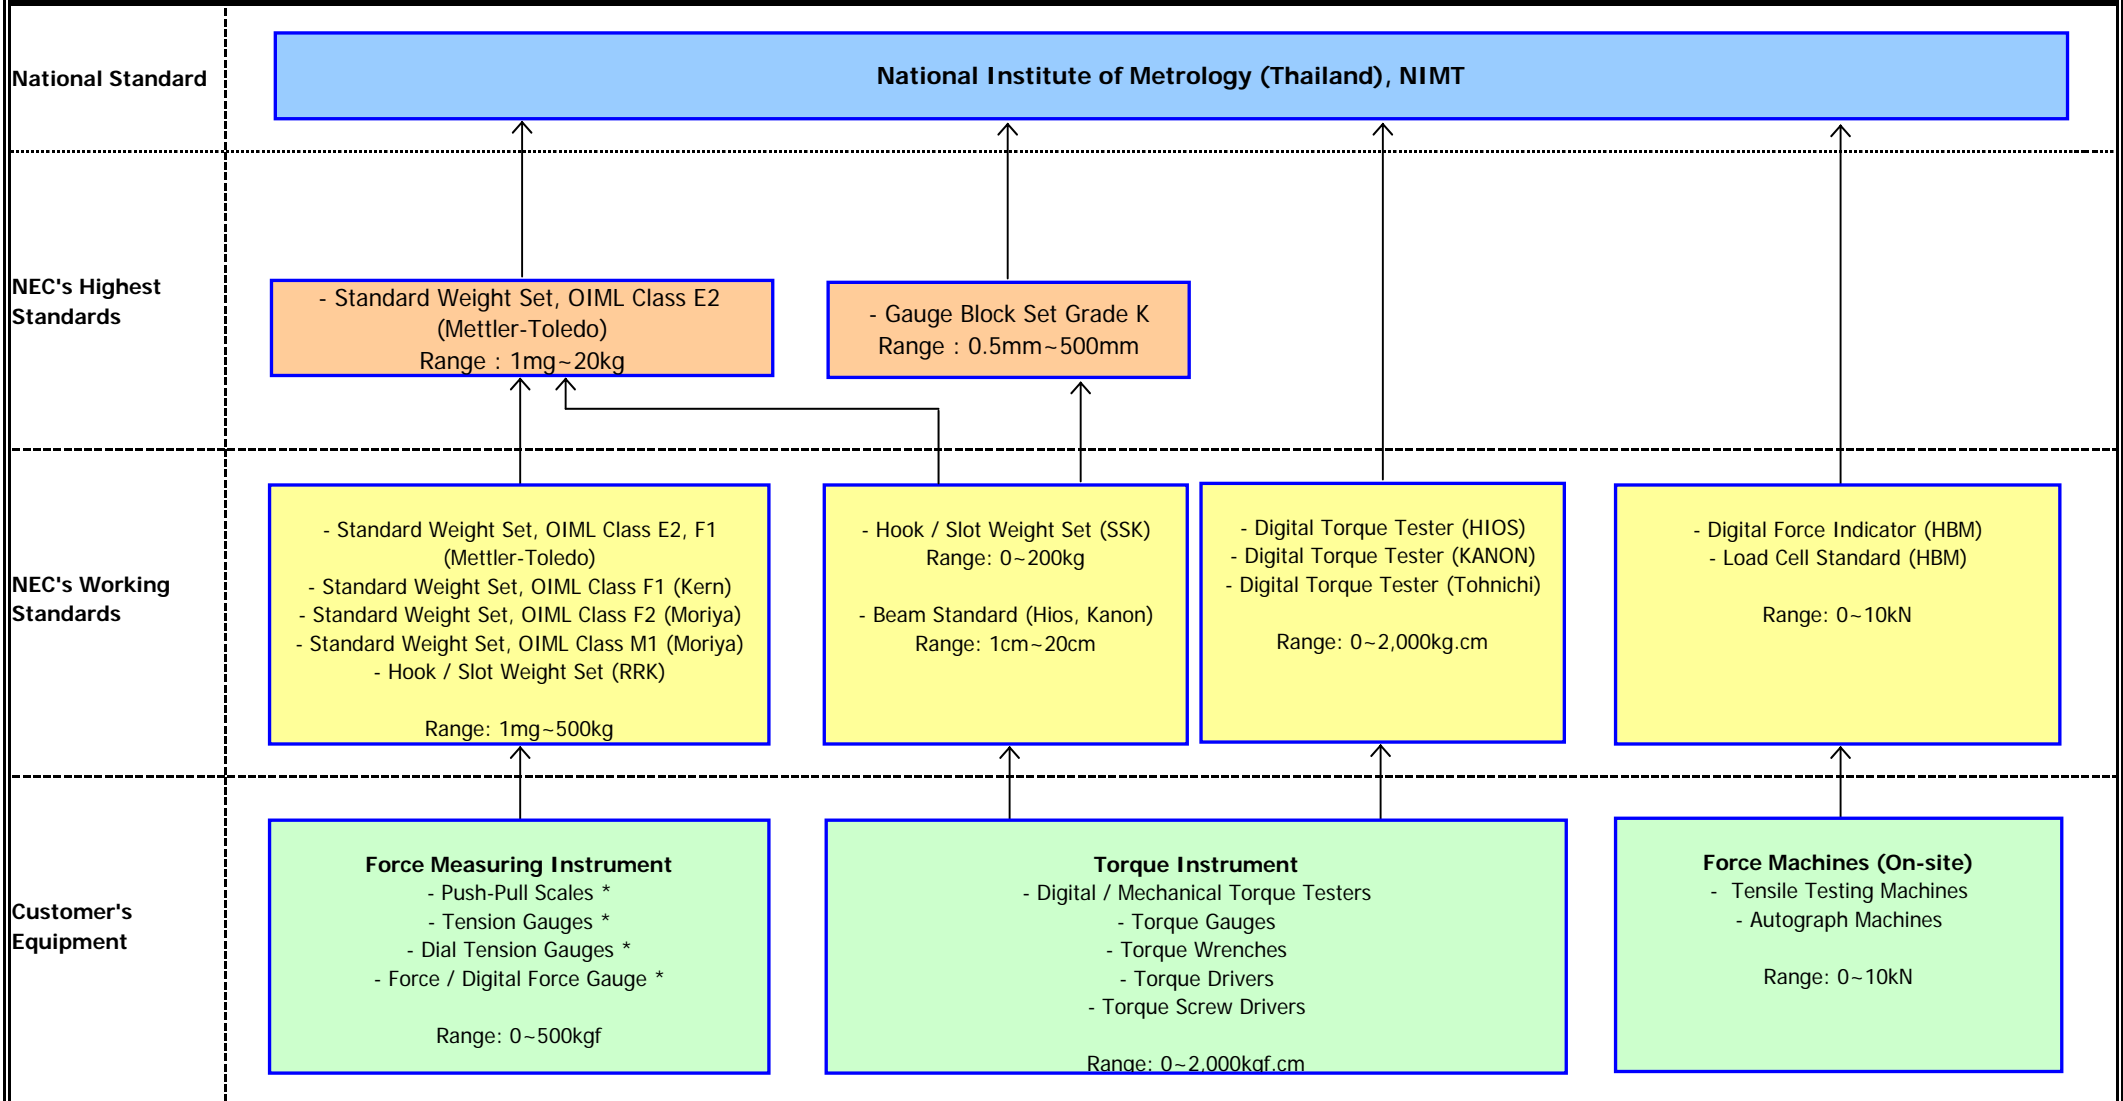 National Standard
National Institute of Metrology (Thailand), NIMT
NEC's Highest
Standards
- Standard Weight Set, OIML Class E2
(Mettler-Toledo)
Range : 1mg~20kg
- Gauge Block Set Grade K
Range : 0.5mm~500mm
NEC's Working
Standards
- Standard Weight Set, OIML Class E2, F1
(Mettler-Toledo)
- Standard Weight Set, OIML Class F1 (Kern)
- Standard Weight Set, OIML Class F2 (Moriya)
- Standard Weight Set, OIML Class M1 (Moriya)
- Hook / Slot Weight Set (RRK)
Range: 1mg~500kg
- Hook / Slot Weight Set (SSK)
Range: 0~200kg
- Beam Standard (Hios, Kanon)
Range: 1cm~20cm
- Digital Torque Tester (HIOS)
- Digital Torque Tester (KANON)
- Digital Torque Tester (Tohnichi)
Range: 0~2,000kg.cm
- Digital Force Indicator (HBM)
- Load Cell Standard (HBM)
Range: 0~10kN
Customer's
Equipment
Force Measuring Instrument
- Push-Pull Scales *
- Tension Gauges *
- Dial Tension Gauges *
- Force / Digital Force Gauge *
Range: 0~500kgf
Torque Instrument
- Digital / Mechanical Torque Testers
- Torque Gauges
- Torque Wrenches
- Torque Drivers
- Torque Screw Drivers
Range: 0~2,000kgf.cm
Force Machines (On-site)
- Tensile Testing Machines
- Autograph Machines
Range: 0~10kN